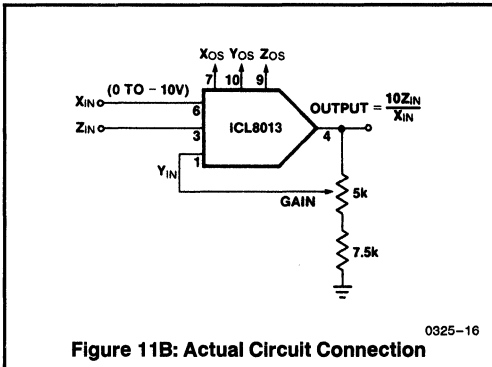 XOS YOS ZOS
7 10 9
(0 TO – 10V)
XIN 6
OUTPUT = 10ZIN / XIN
ZIN 3
ICL8013
4
1
YIN
GAIN
5k
7.5k
0325–16
Figure 11B: Actual Circuit Connection